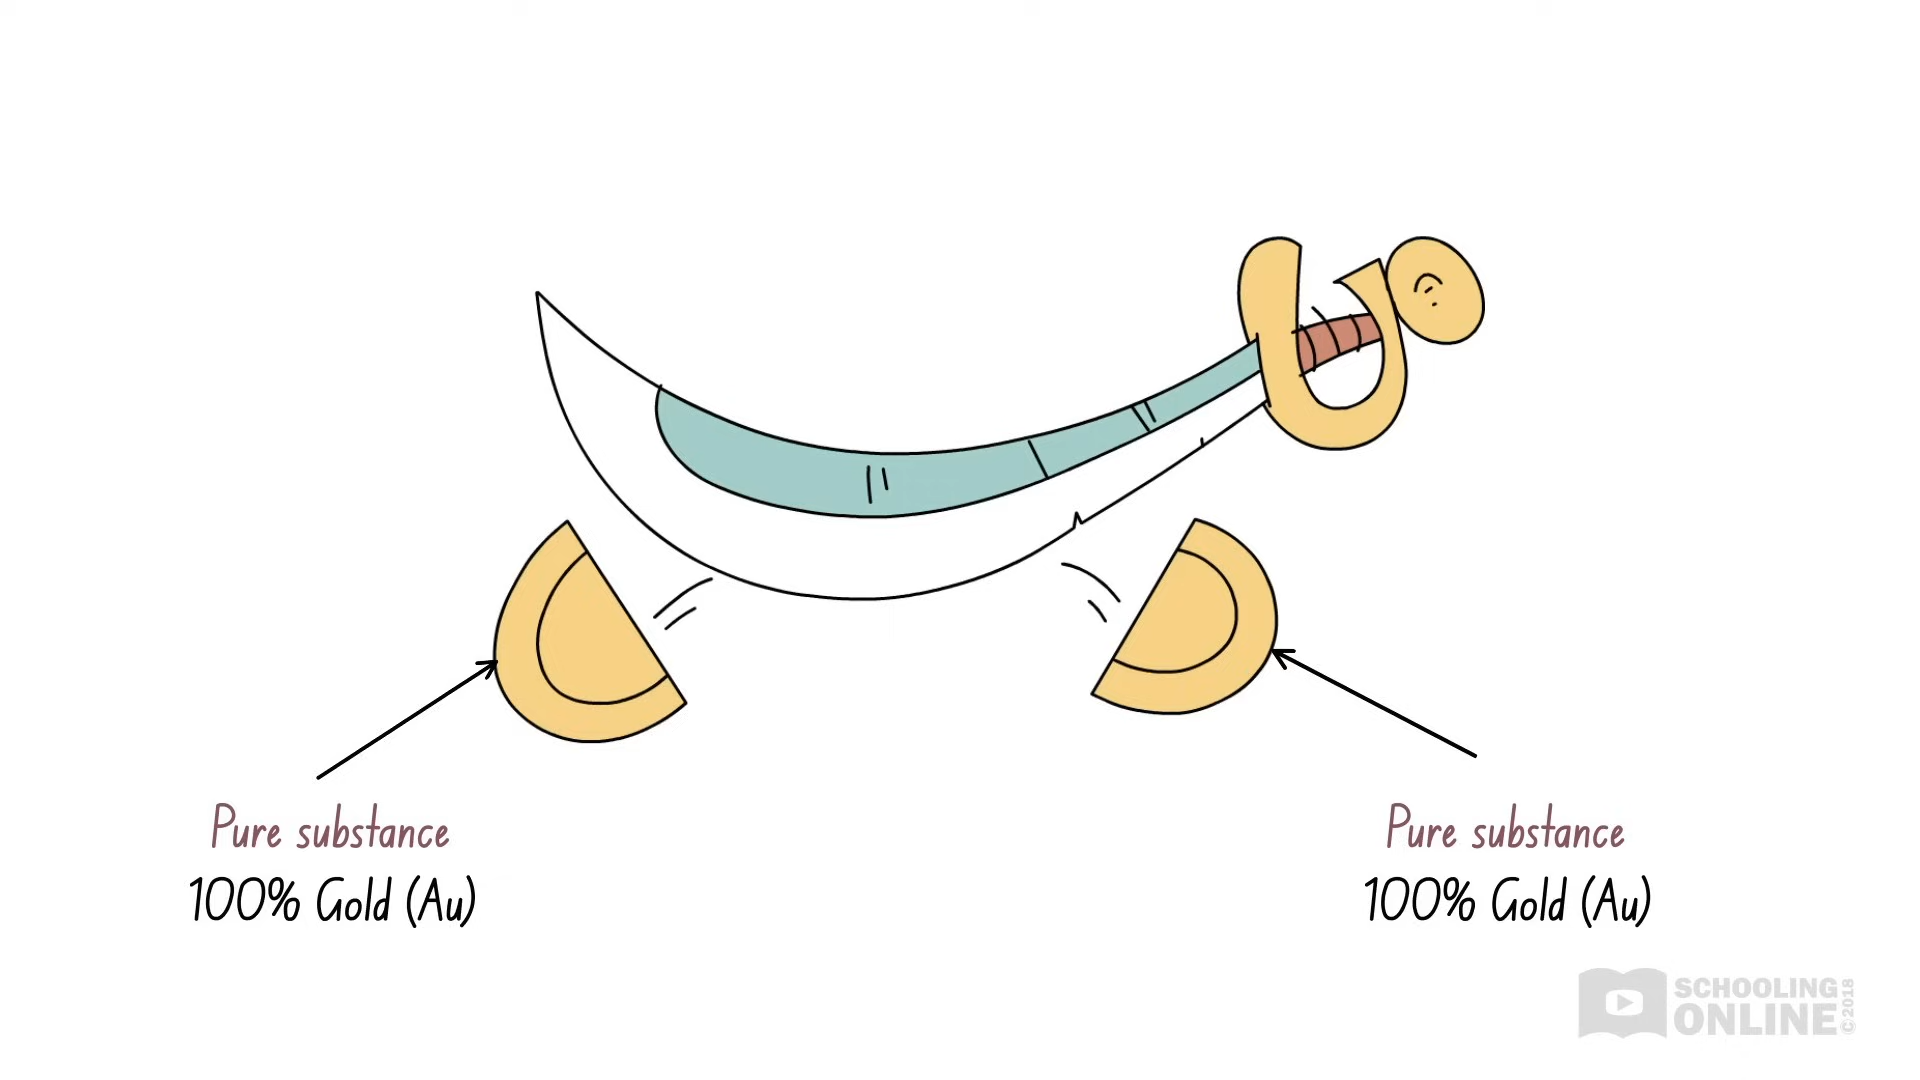 Pure substance
100% Gold (Au)
Pure substance
100% Gold (Au)
SCHOOLING
ONLINE
©2018